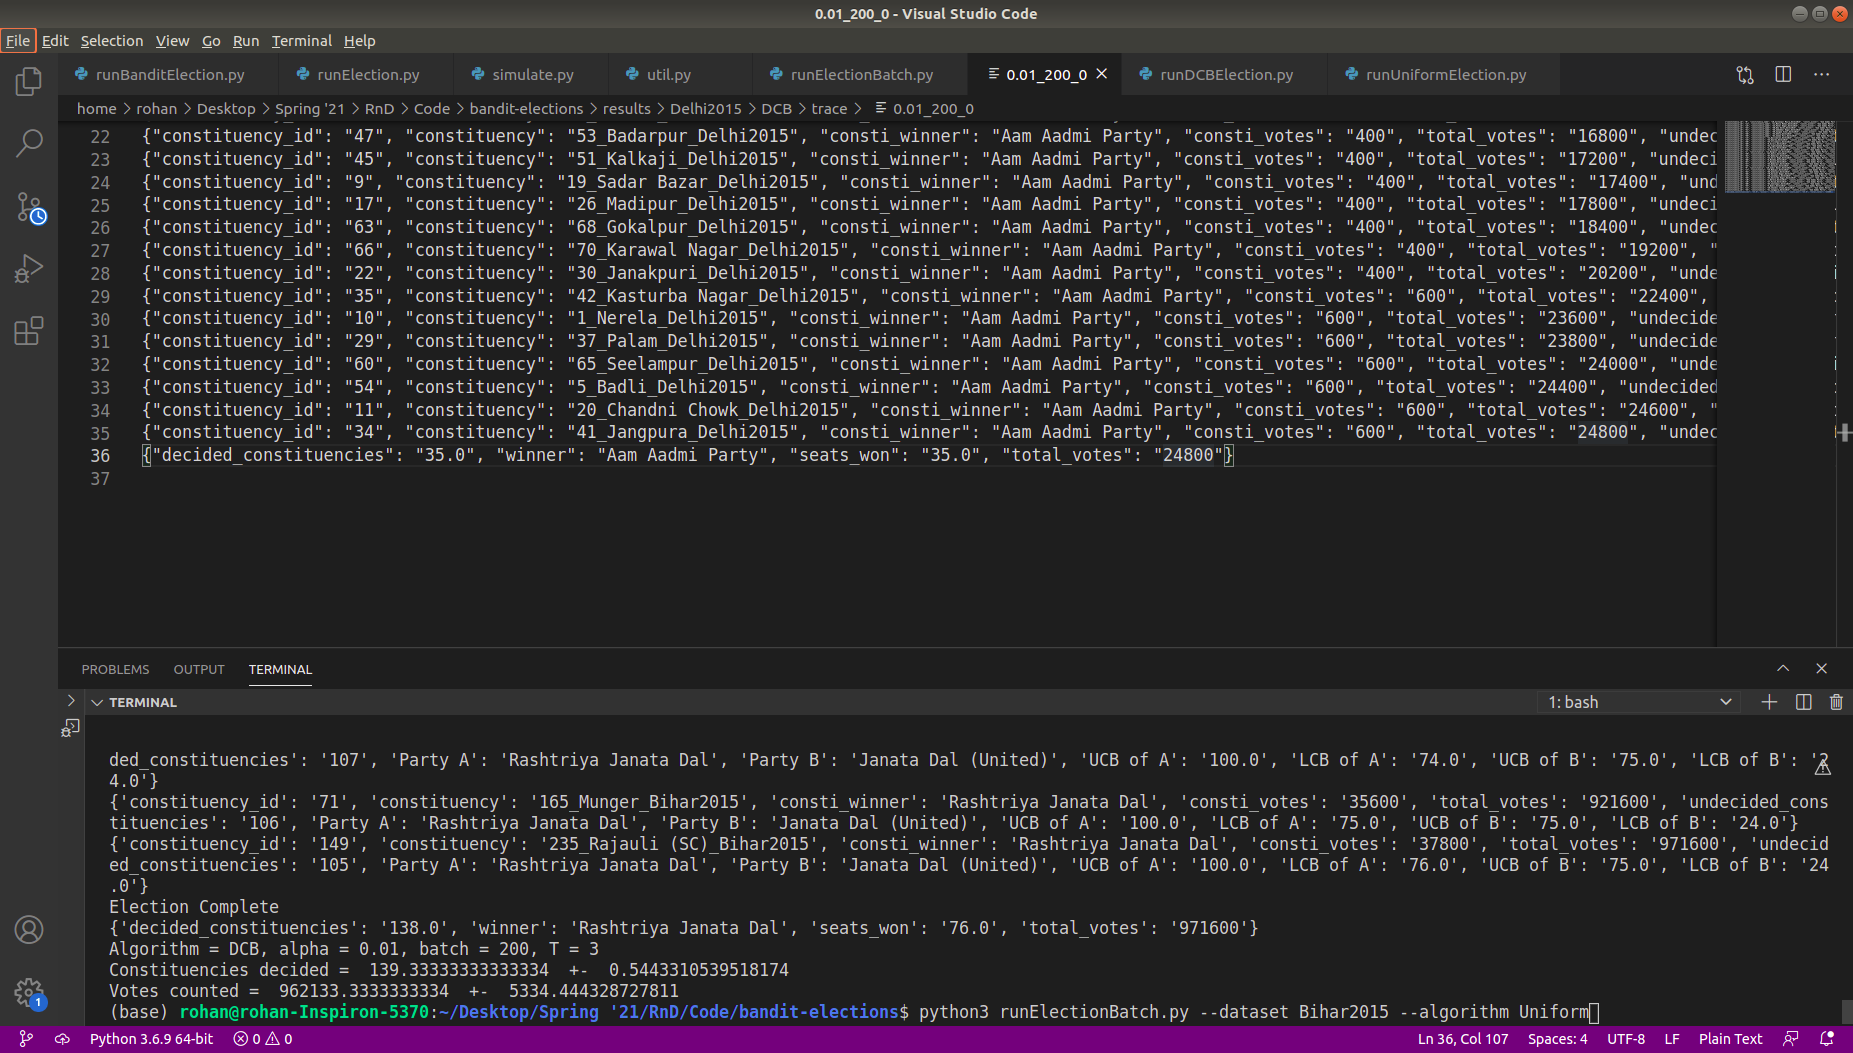 0.01_200_0 - Visual Studio Code
File Edit Selection View Go Run Terminal Help
runBanditElection.py runElection.py simulate.py util.py runElectionBatch.py 0.01_200_0 runDCBElection.py runUniformElection.py
home > rohan > Desktop > Spring '21 > RnD > Code > bandit-elections > results > Delhi2015 > DCB > trace > 0.01_200_0
22 {"constituency_id": "47", "constituency": "53_Badarpur_Delhi2015", "consti_winner": "Aam Aadmi Party", "consti_votes": "400", "total_votes": "16800", "undec
23 {"constituency_id": "45", "constituency": "51_Kalkaji_Delhi2015", "consti_winner": "Aam Aadmi Party", "consti_votes": "400", "total_votes": "17200", "undeci
24 {"constituency_id": "9", "constituency": "19_Sadar Bazar_Delhi2015", "consti_winner": "Aam Aadmi Party", "consti_votes": "400", "total_votes": "17400", "und
25 {"constituency_id": "17", "constituency": "26_Madipur_Delhi2015", "consti_winner": "Aam Aadmi Party", "consti_votes": "400", "total_votes": "17800", "undeci
26 {"constituency_id": "63", "constituency": "68_Gokalpur_Delhi2015", "consti_winner": "Aam Aadmi Party", "consti_votes": "400", "total_votes": "18400", "undec
27 {"constituency_id": "66", "constituency": "70_Karawal Nagar_Delhi2015", "consti_winner": "Aam Aadmi Party", "consti_votes": "400", "total_votes": "19200", "
28 {"constituency_id": "22", "constituency": "30_Janakpuri_Delhi2015", "consti_winner": "Aam Aadmi Party", "consti_votes": "400", "total_votes": "20200", "unde
29 {"constituency_id": "35", "constituency": "42_Kasturba Nagar_Delhi2015", "consti_winner": "Aam Aadmi Party", "consti_votes": "600", "total_votes": "22400",
30 {"constituency_id": "10", "constituency": "1_Nerela_Delhi2015", "consti_winner": "Aam Aadmi Party", "consti_votes": "600", "total_votes": "23600", "undecide
31 {"constituency_id": "29", "constituency": "37_Palam_Delhi2015", "consti_winner": "Aam Aadmi Party", "consti_votes": "600", "total_votes": "23800", "undecide
32 {"constituency_id": "60", "constituency": "65_Seelampur_Delhi2015", "consti_winner": "Aam Aadmi Party", "consti_votes": "600", "total_votes": "24000", "unde
33 {"constituency_id": "54", "constituency": "5_Badli_Delhi2015", "consti_winner": "Aam Aadmi Party", "consti_votes": "600", "total_votes": "24400", "undecided
34 {"constituency_id": "11", "constituency": "20_Chandni Chowk_Delhi2015", "consti_winner": "Aam Aadmi Party", "consti_votes": "600", "total_votes": "24600", "
35 {"constituency_id": "34", "constituency": "41_Jangpura_Delhi2015", "consti_winner": "Aam Aadmi Party", "consti_votes": "600", "total_votes": "24800", "undec
36 {"decided_constituencies": "35.0", "winner": "Aam Aadmi Party", "seats_won": "35.0", "total_votes": "24800"}
37
PROBLEMS OUTPUT TERMINAL
TERMINAL 1: bash
ded_constituencies': '107', 'Party A': 'Rashtriya Janata Dal', 'Party B': 'Janata Dal (United)', 'UCB of A': '100.0', 'LCB of A': '74.0', 'UCB of B': '75.0', 'LCB of B': '2
4.0'}
{'constituency_id': '71', 'constituency': '165_Munger_Bihar2015', 'consti_winner': 'Rashtriya Janata Dal', 'consti_votes': '35600', 'total_votes': '921600', 'undecided_cons
tituencies': '106', 'Party A': 'Rashtriya Janata Dal', 'Party B': 'Janata Dal (United)', 'UCB of A': '100.0', 'LCB of A': '75.0', 'UCB of B': '75.0', 'LCB of B': '24.0'}
{'constituency_id': '149', 'constituency': '235_Rajauli (SC)_Bihar2015', 'consti_winner': 'Rashtriya Janata Dal', 'consti_votes': '37800', 'total_votes': '971600', 'undecid
ed_constituencies': '105', 'Party A': 'Rashtriya Janata Dal', 'Party B': 'Janata Dal (United)', 'UCB of A': '100.0', 'LCB of A': '76.0', 'UCB of B': '75.0', 'LCB of B': '24
.0'}
Election Complete
{'decided_constituencies': '138.0', 'winner': 'Rashtriya Janata Dal', 'seats_won': '76.0', 'total_votes': '971600'}
Algorithm = DCB, alpha = 0.01, batch = 200, T = 3
Constituencies decided =  139.33333333333334  +-  0.5443310539518174
Votes counted =  962133.3333333334  +-  5334.444328727811
(base) rohan@rohan-Inspiron-5370:~/Desktop/Spring '21/RnD/Code/bandit-elections$ python3 runElectionBatch.py --dataset Bihar2015 --algorithm Uniform
1
Python 3.6.9 64-bit 0 0 Ln 36, Col 107 Spaces: 4 UTF-8 LF Plain Text